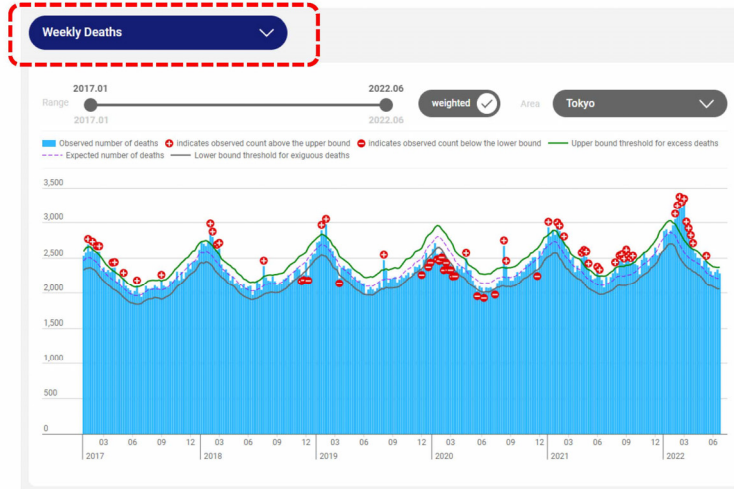 Weekly Deaths
2017.01 2022.06
Range weighted Area Tokyo
2017.01 2022.06
Observed number of deaths indicates observed count above the upper bound indicates observed count below the lower bound Upper bound threshold for excess deaths
Expected number of deaths Lower bound threshold for exiguous deaths
3,500
3,000
2,500
2,000
1,500
1,000
500
0
03 06 09 12 03 06 09 12 03 06 09 12 03 06 09 12 03 06 09 12 03 06
2017 2018 2019 2020 2021 2022